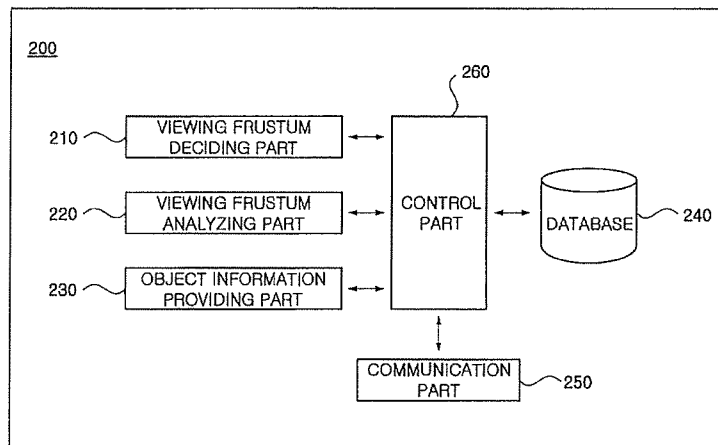 200
260
210
VIEWING FRUSTUM
DECIDING PART
220
VIEWING FRUSTUM
ANALYZING PART
230
OBJECT INFORMATION
PROVIDING PART
CONTROL
PART
DATABASE
240
COMMUNICATION
PART
250